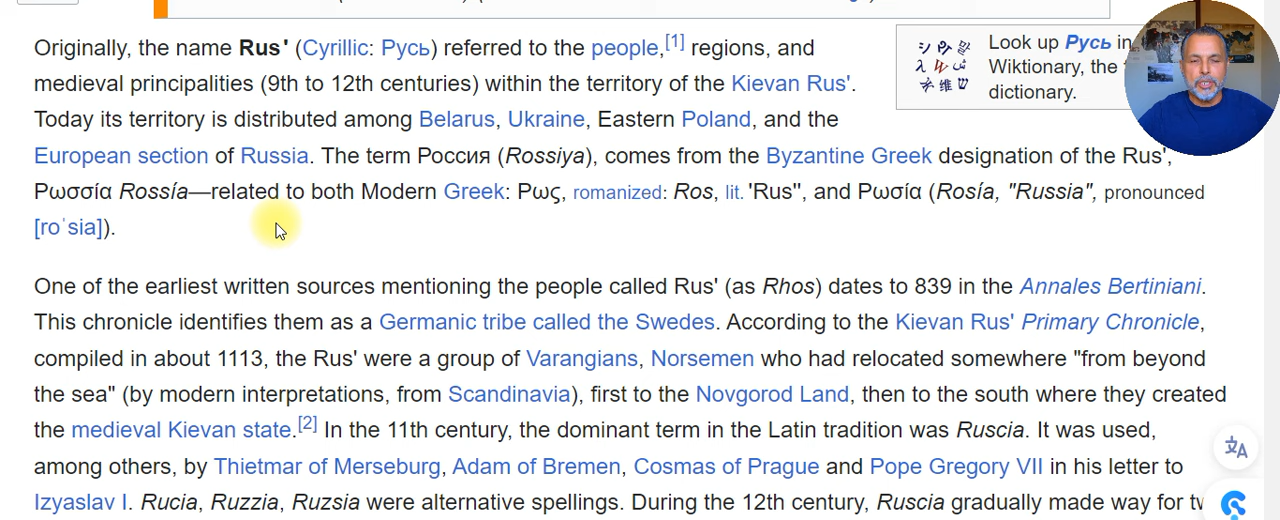 Originally, the name Rus' (Cyrillic: Русь) referred to the people,[1] regions, and
medieval principalities (9th to 12th centuries) within the territory of the Kievan Rus'.
Today its territory is distributed among Belarus, Ukraine, Eastern Poland, and the
European section of Russia. The term Россия (Rossiya), comes from the Byzantine Greek designation of the Rus',
Ρωσσία Rossía—related to both Modern Greek: Ρως, romanized: Ros, lit. 'Rus'', and Ρωσία (Rosía, "Russia", pronounced
[roˈsia]).
Look up Русь in
Wiktionary, the
dictionary.
One of the earliest written sources mentioning the people called Rus' (as Rhos) dates to 839 in the Annales Bertiniani.
This chronicle identifies them as a Germanic tribe called the Swedes. According to the Kievan Rus' Primary Chronicle,
compiled in about 1113, the Rus' were a group of Varangians, Norsemen who had relocated somewhere "from beyond
the sea" (by modern interpretations, from Scandinavia), first to the Novgorod Land, then to the south where they created
the medieval Kievan state.[2] In the 11th century, the dominant term in the Latin tradition was Ruscia. It was used,
among others, by Thietmar of Merseburg, Adam of Bremen, Cosmas of Prague and Pope Gregory VII in his letter to
Izyaslav I. Rucia, Ruzzia, Ruzsia were alternative spellings. During the 12th century, Ruscia gradually made way for